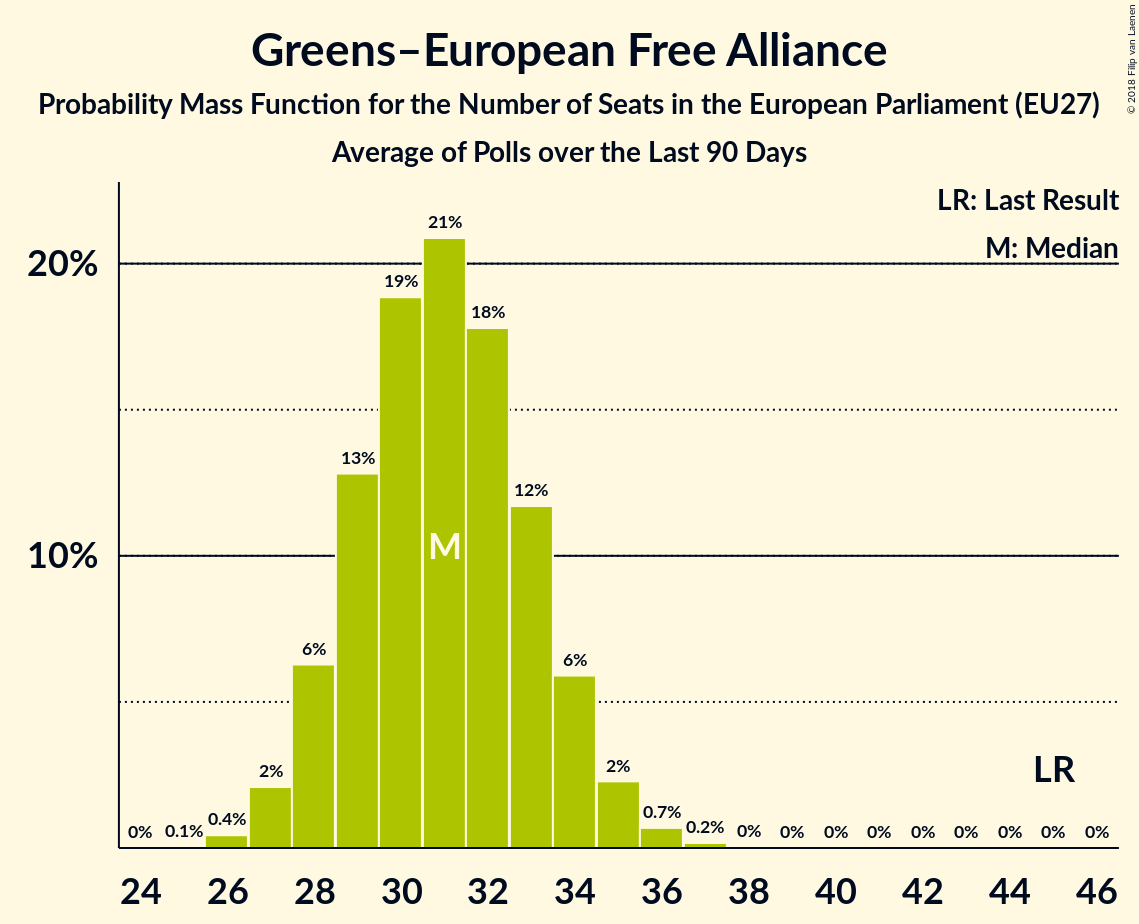 Greens–European Free Alliance
Probability Mass Function for the Number of Seats in the European Parliament (EU27)
Average of Polls over the Last 90 Days
© 2018 Filip van Laenen
LR: Last Result
M: Median
20%
10%
0%
0.1%
0.4%
2%
6%
13%
19%
21%
18%
12%
6%
2%
0.7%
0.2%
0%
0%
0%
0%
0%
0%
0%
0%
0%
M
LR
24 26 28 30 32 34 36 38 40 42 44 46